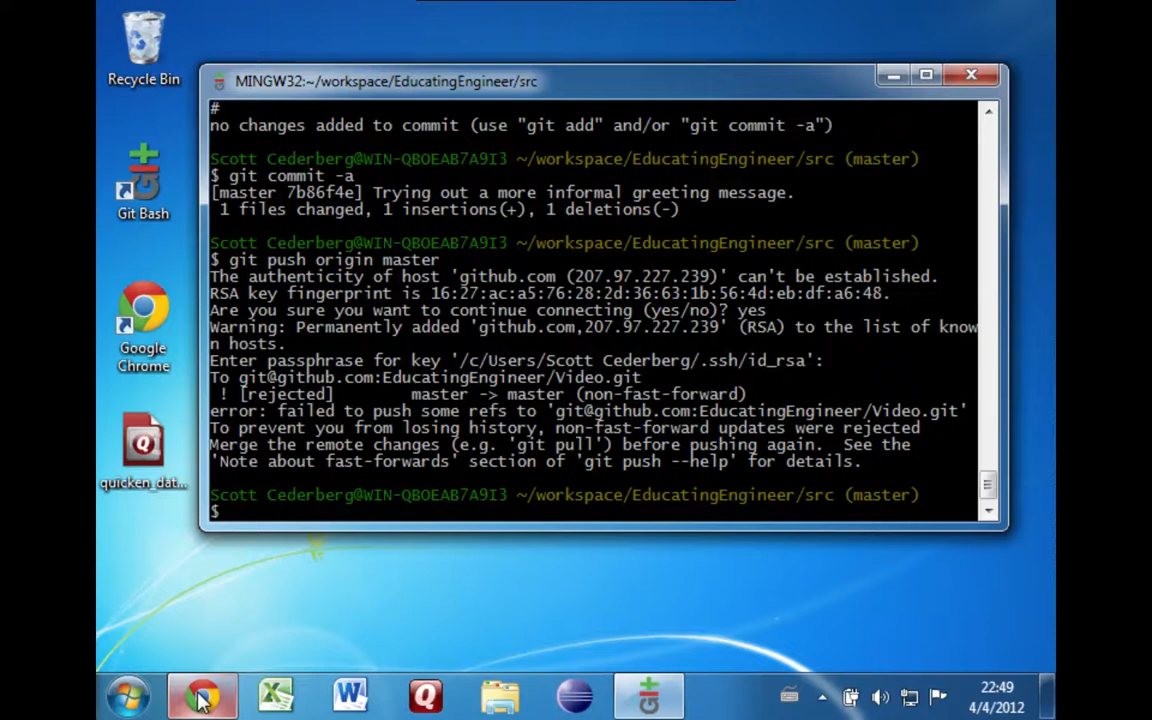 Recycle Bin
Git Bash
Google
Chrome
quicken_dat...
MINGW32:~/workspace/EducatingEngineer/src
#
no changes added to commit (use "git add" and/or "git commit -a")
Scott Cederberg@WIN-QBOEAB7A9I3 ~/workspace/EducatingEngineer/src (master)
$ git commit -a
[master 7b86f4e] Trying out a more informal greeting message.
1 files changed, 1 insertions(+), 1 deletions(-)
Scott Cederberg@WIN-QBOEAB7A9I3 ~/workspace/EducatingEngineer/src (master)
$ git push origin master
The authenticity of host 'github.com (207.97.227.239)' can't be established.
RSA key fingerprint is 16:27:ac:a5:76:28:2d:36:63:1b:56:4d:eb:df:a6:48.
Are you sure you want to continue connecting (yes/no)? yes
Warning: Permanently added 'github.com,207.97.227.239' (RSA) to the list of know
n hosts.
Enter passphrase for key '/c/Users/Scott Cederberg/.ssh/id_rsa':
To git@github.com:EducatingEngineer/Video.git
! [rejected] master -> master (non-fast-forward)
error: failed to push some refs to 'git@github.com:EducatingEngineer/Video.git'
To prevent you from losing history, non-fast-forward updates were rejected
Merge the remote changes (e.g. 'git pull') before pushing again. See the
'Note about fast-forwards' section of 'git push --help' for details.
Scott Cederberg@WIN-QBOEAB7A9I3 ~/workspace/EducatingEngineer/src (master)
$
22:49
4/4/2012